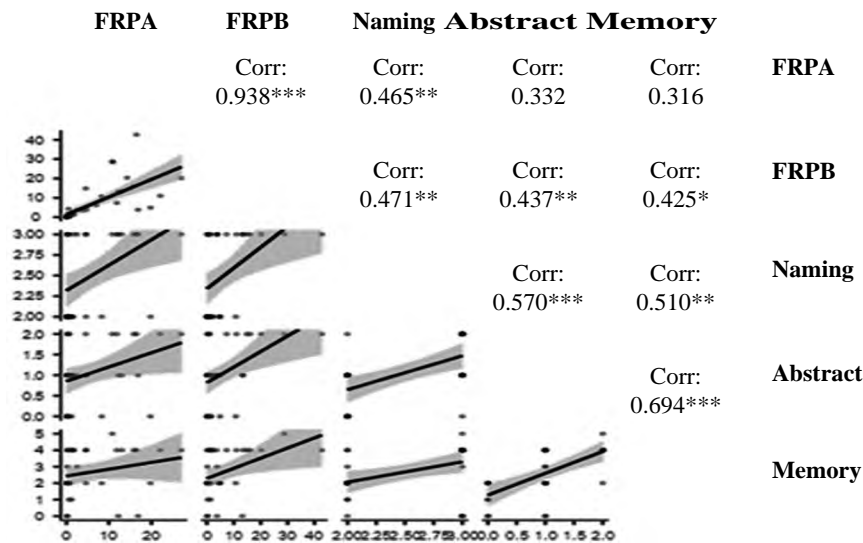 FRPA FRPB Naming Abstract Memory
Corr: Corr: Corr: Corr: FRPA
0.938*** 0.465** 0.332 0.316
40
30
20
10
0
Corr: Corr: Corr: FRPB
0.471** 0.437** 0.425*
3.00
2.75
2.50
2.25
2.00
Corr: Corr: Naming
0.570*** 0.510**
2.0
1.5
1.0
0.5
0.0
Corr: Abstract
0.694***
5
4
3
2
1
0
Memory
0 10 20 0 10 20 30 40 2.00 2.25 2.50 2.75 3.00 0.0 0.5 1.0 1.5 2.0